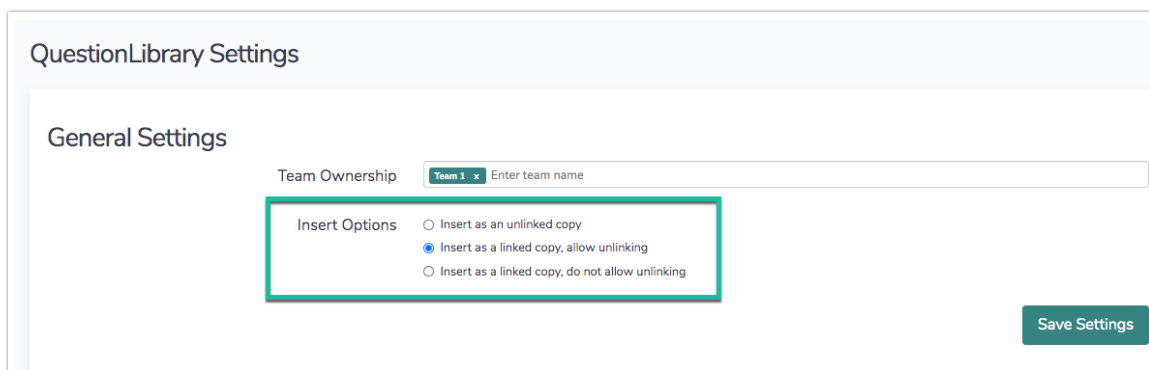 QuestionLibrary Settings
General Settings
Team Ownership Team 1 x Enter team name
Insert Options Insert as an unlinked copy
Insert as a linked copy, allow unlinking
Insert as a linked copy, do not allow unlinking
Save Settings